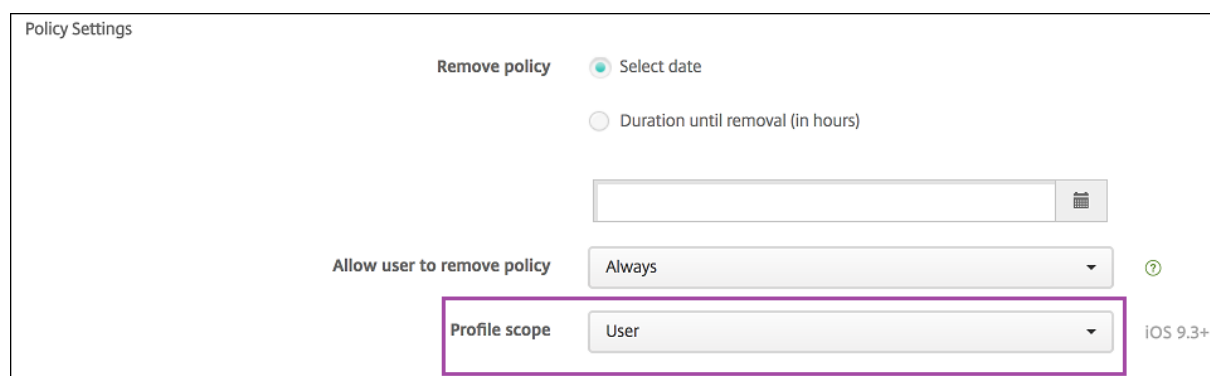 Policy Settings
Remove policy Select date
Duration until removal (in hours)
Allow user to remove policy Always ?
Profile scope User iOS 9.3+